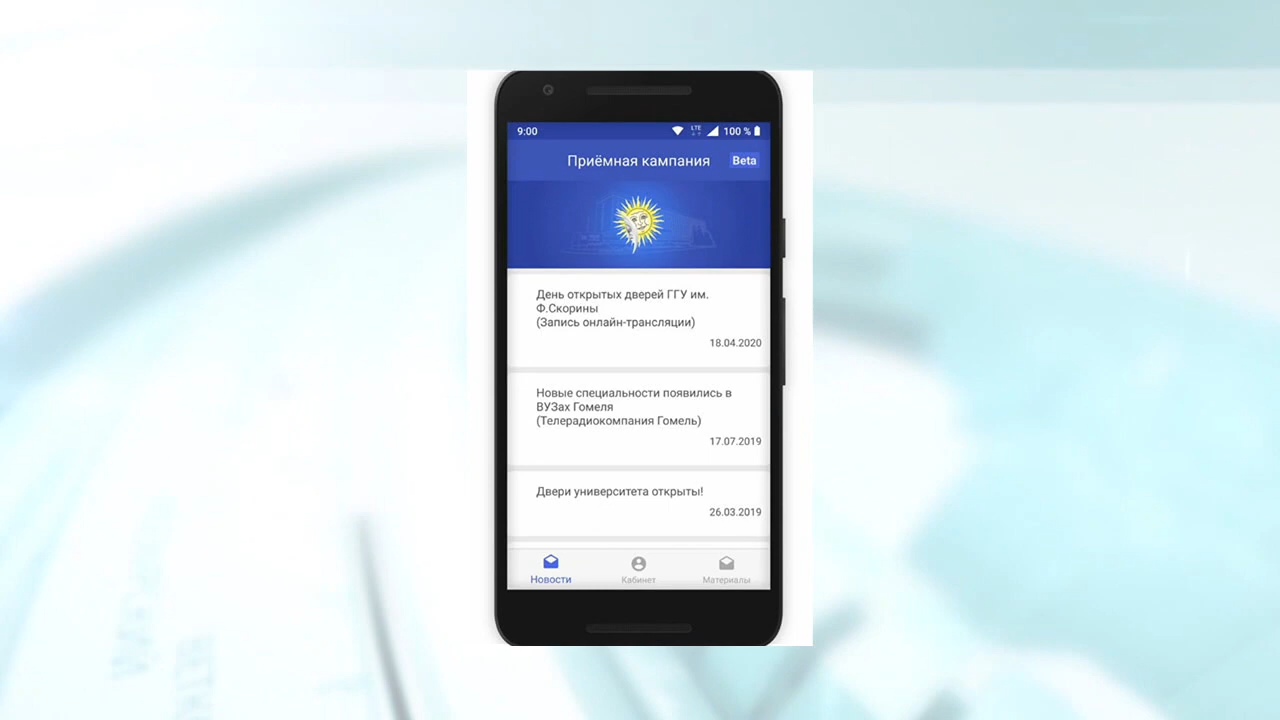 9:00
LTE
100 %
Приёмная кампания
Beta
День открытых дверей ГГУ им.
Ф.Скорины
(Запись онлайн-трансляции)
18.04.2020
Новые специальности появились в
ВУЗах Гомеля
(Телерадиокомпания Гомель)
17.07.2019
Двери университета открыты!
26.03.2019
Новости
Кабинет
Материалы